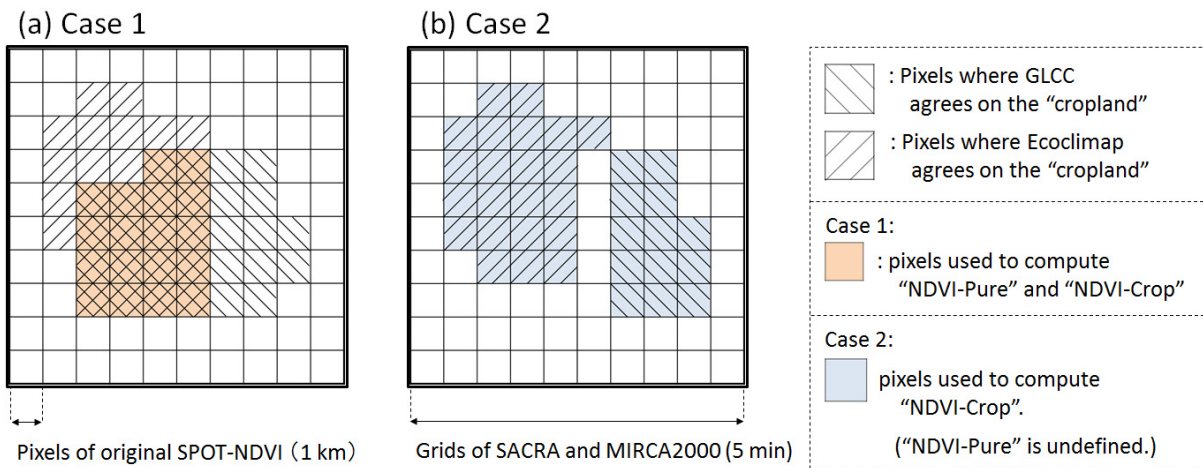 (a) Case 1
(b) Case 2
Pixels of original SPOT-NDVI (1 km)
Grids of SACRA and MIRCA2000 (5 min)
: Pixels where GLCC
agrees on the “cropland”
: Pixels where Ecoclimap
agrees on the “cropland”
Case 1:
: pixels used to compute
“NDVI-Pure” and “NDVI-Crop”
Case 2:
pixels used to compute
“NDVI-Crop”.
(“NDVI-Pure” is undefined.)